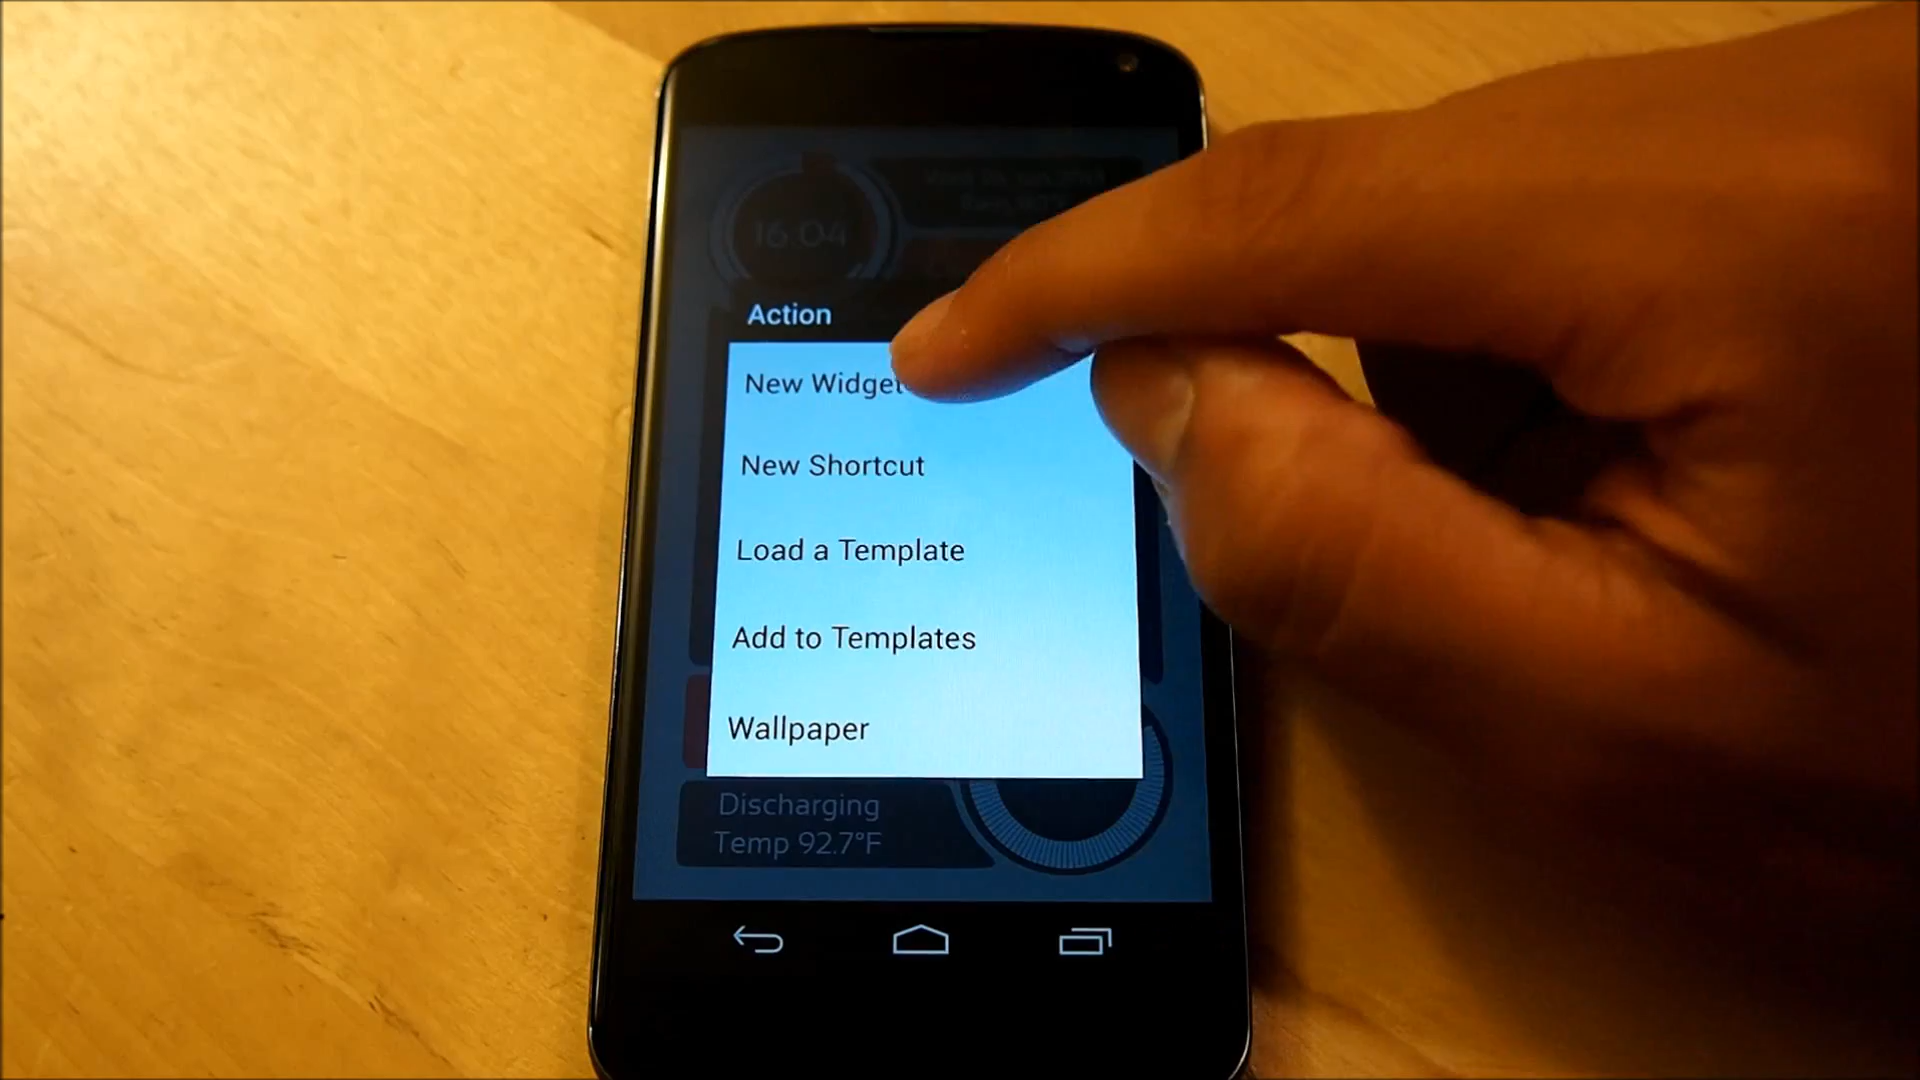 16:04
Action
New Widget
New Shortcut
Load a Template
Add to Templates
Wallpaper
Discharging
Temp 92.7°F